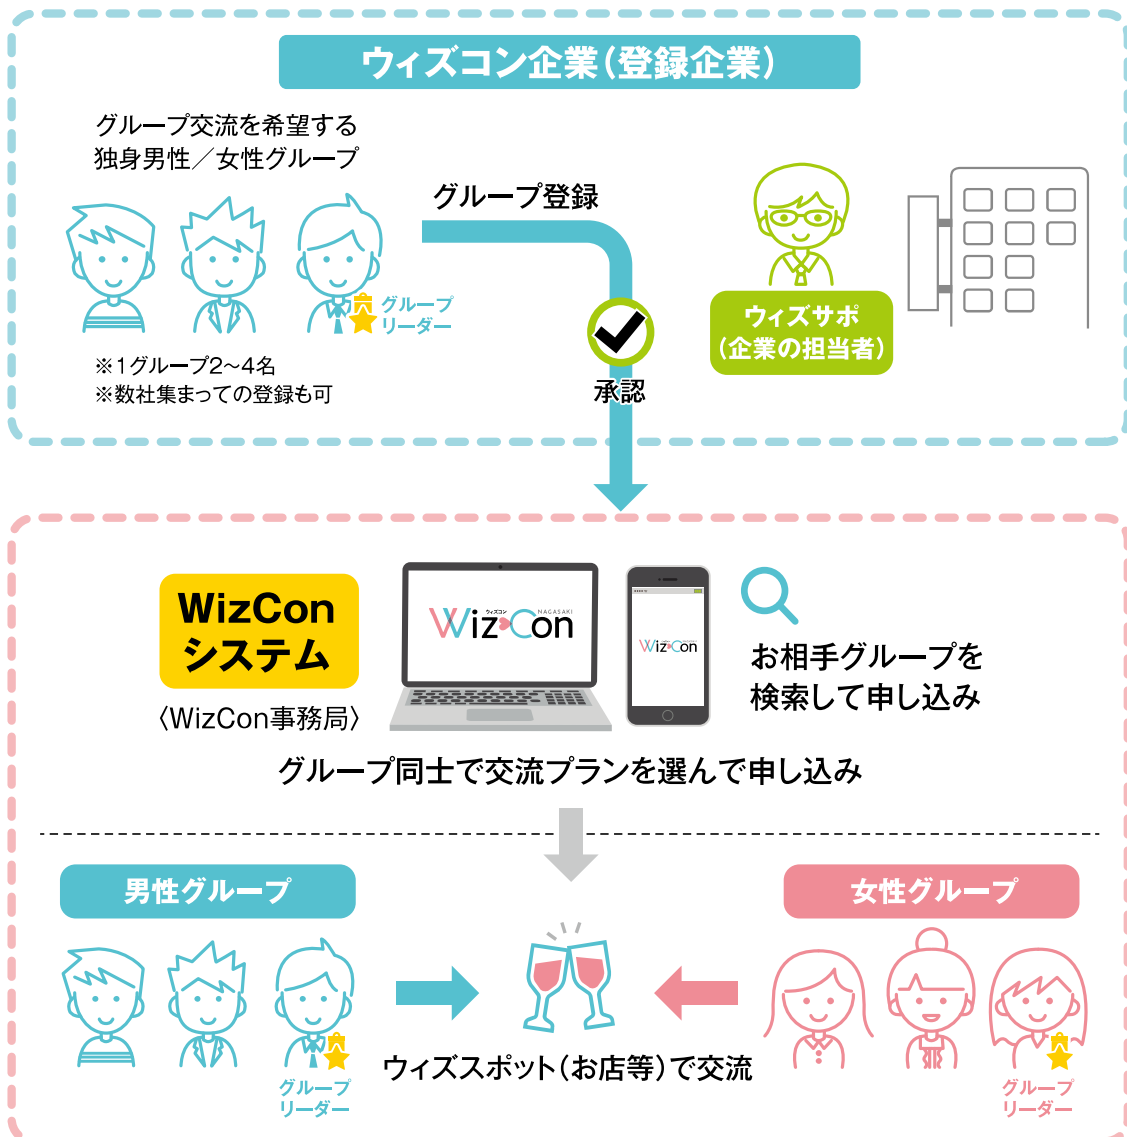 ウィズコン企業（登録企業）
グループ交流を希望する
独身男性／女性グループ
グループ登録
グループ
リーダー
ウィズサポ
（企業の担当者）
※1グループ2～4名
※数社集まっての登録も可
承認
WizCon
システム
〈WizCon事務局〉
ウィズコン
NAGASAKI
WizCon
WizCon
お相手グループを
検索して申し込み
グループ同士で交流プランを選んで申し込み
男性グループ
女性グループ
ウィズスポット（お店等）で交流
グループ
リーダー
グループ
リーダー